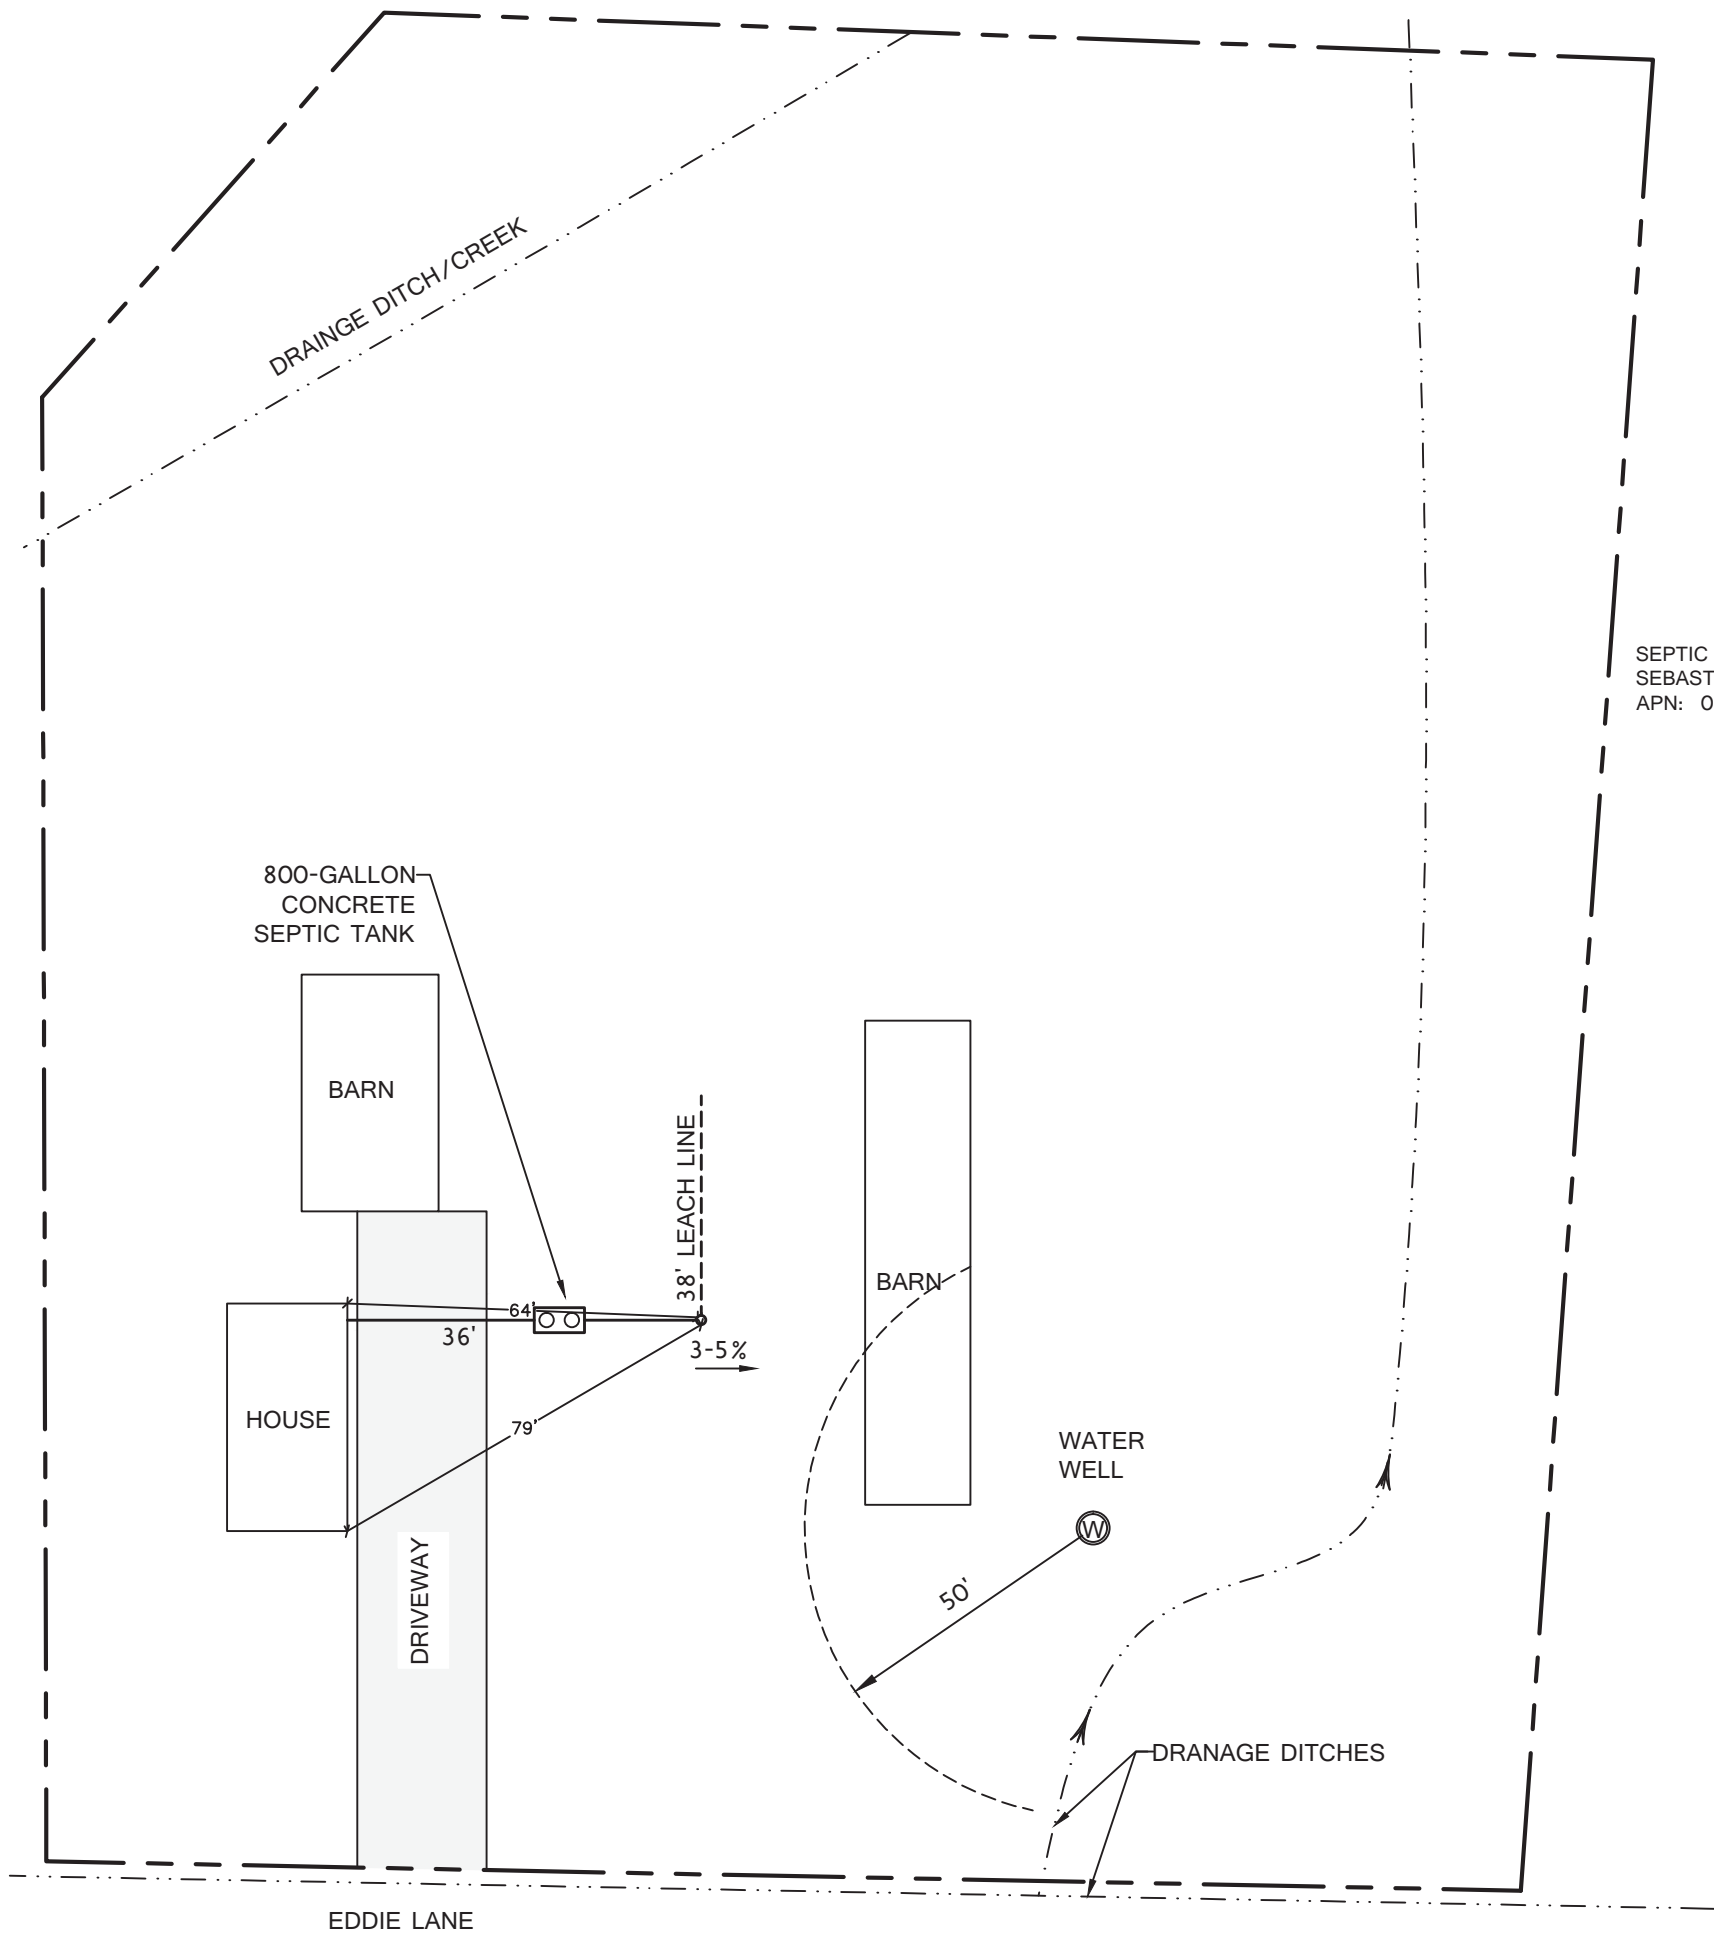 DRAINGE DITCH/CREEK
SEPTIC
SEBAST
APN: 0
800-GALLON
CONCRETE
SEPTIC TANK
BARN
38' LEACH LINE
BARN
64'
36'
3-5%
HOUSE
79'
WATER
WELL
W
DRIVEWAY
50'
DRANAGE DITCHES
EDDIE LANE